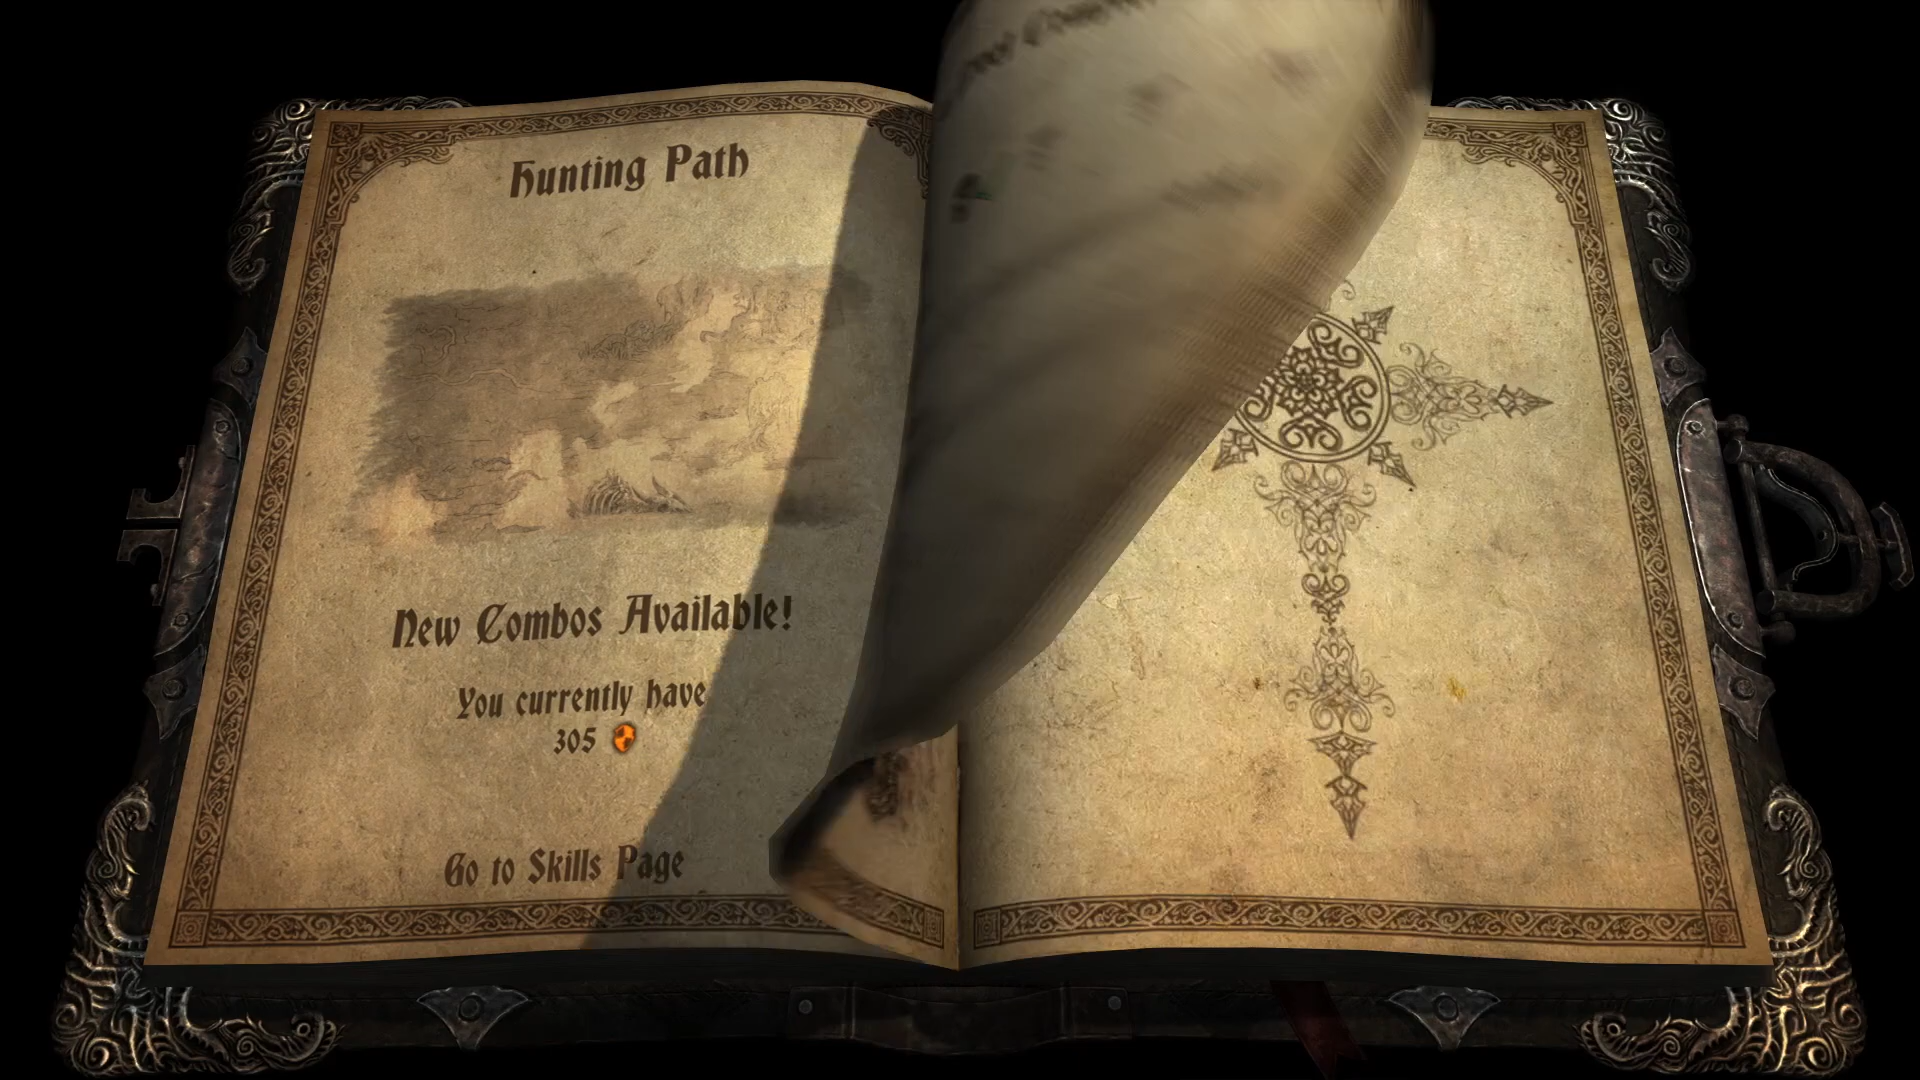 Hunting Path
New Combos Available!
You currently have
305
Go to Skills Page